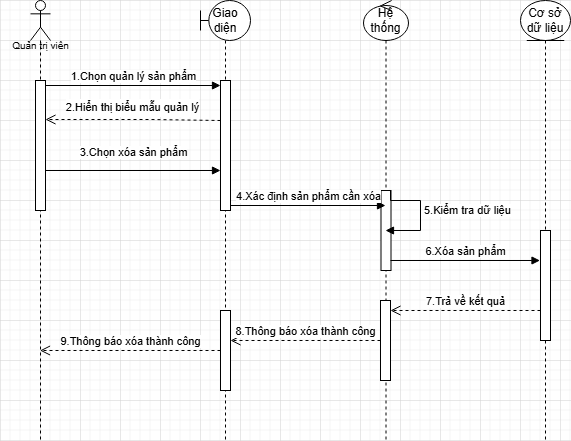 Giao
diện
Hệ
thống
Cơ sở
dữ liệu
Quản trị viên
1.Chọn quản lý sản phẩm
2.Hiển thị biểu mẫu quản lý
3.Chọn xóa sản phẩm
4.Xác định sản phẩm cần xóa
5.Kiểm tra dữ liệu
6.Xóa sản phẩm
7.Trả về kết quả
8.Thông báo xóa thành công
9.Thông báo xóa thành công